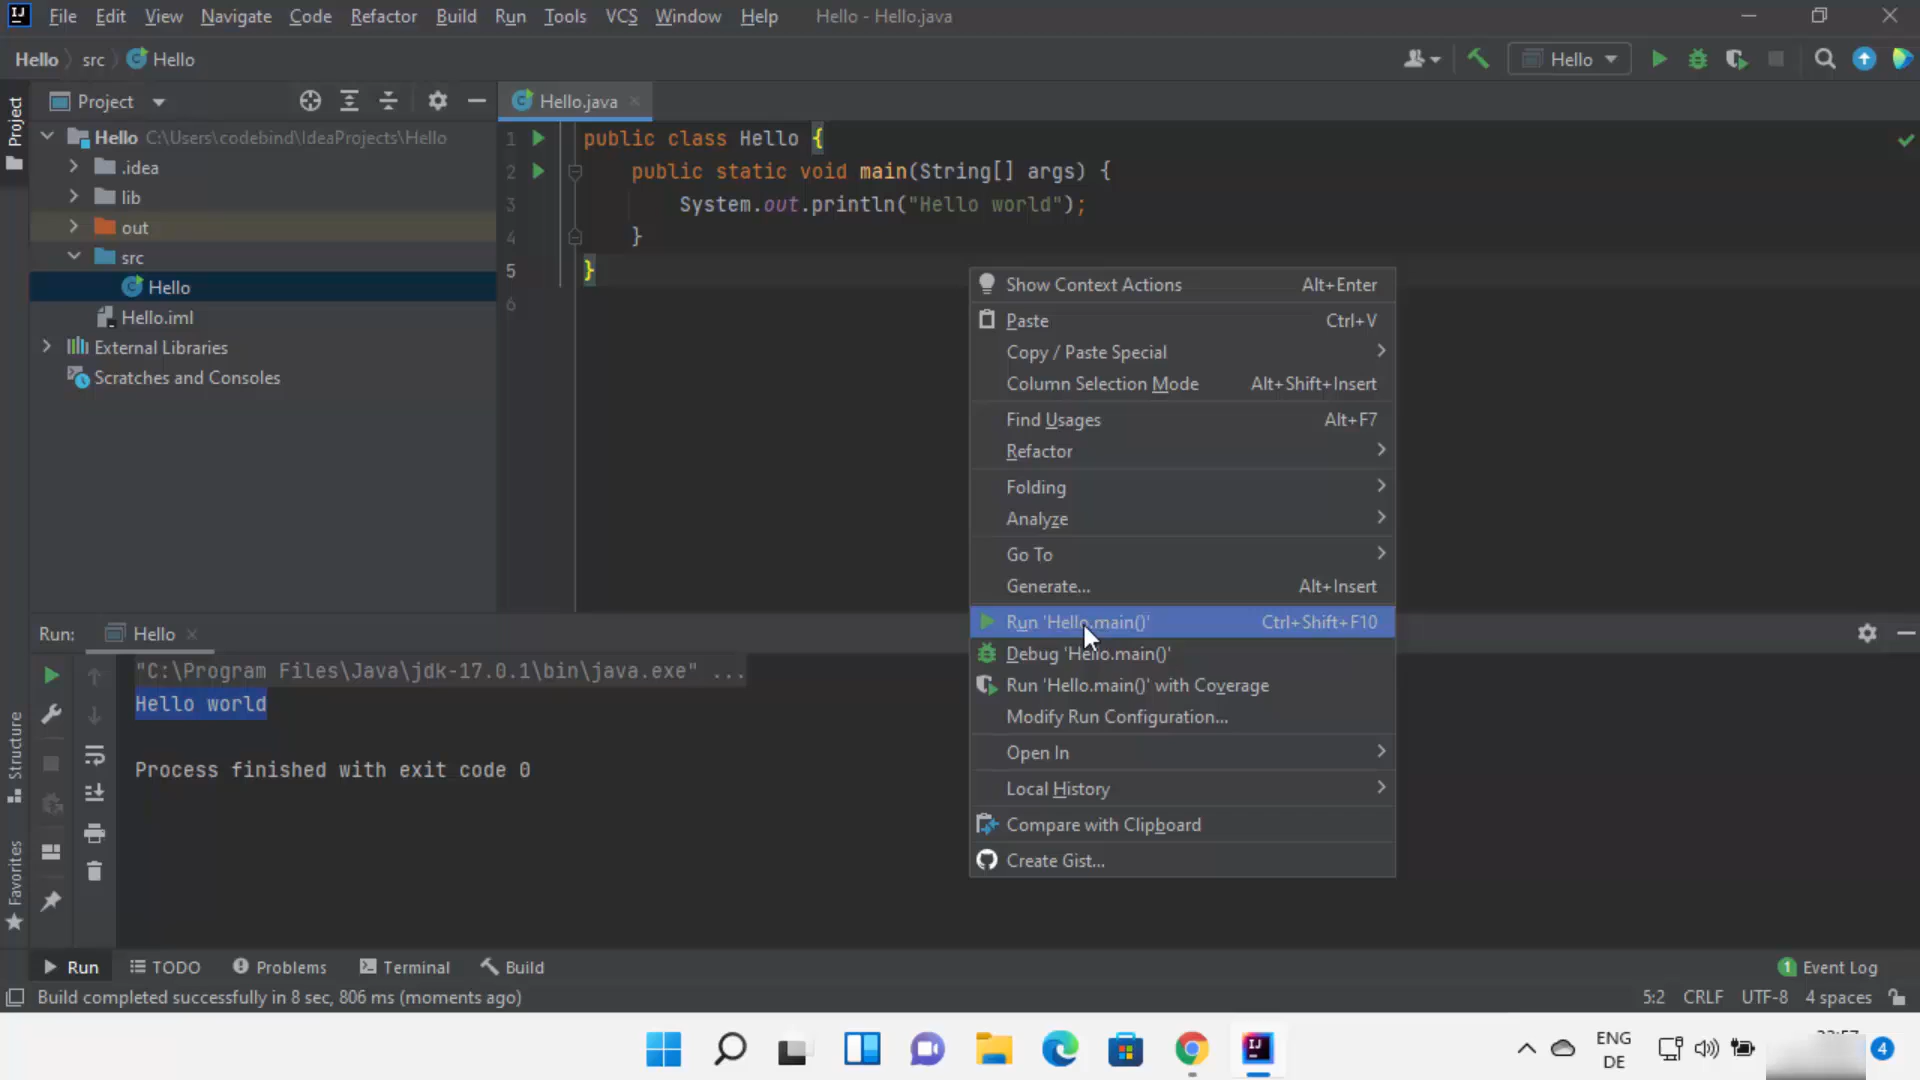 IJ File Edit View Navigate Code Refactor Build Run Tools VCS Window Help Hello - Hello.java
Hello src Hello
Hello
Project
Project
Hello.java
Hello C:\Users\codebind\IdeaProjects\Hello
.idea
lib
out
src
Hello
Hello.iml
External Libraries
Scratches and Consoles
1 public class Hello {
2 public static void main(String[] args) {
3 System.out.println("Hello world");
4 }
5 }
6
Show Context Actions Alt+Enter
Paste Ctrl+V
Copy / Paste Special
Column Selection Mode Alt+Shift+Insert
Find Usages Alt+F7
Refactor
Folding
Analyze
Go To
Generate... Alt+Insert
Run 'Hello.main()' Ctrl+Shift+F10
Debug 'Hello.main()'
Run 'Hello.main()' with Coverage
Modify Run Configuration...
Open In
Local History
Compare with Clipboard
Create Gist...
Run: Hello
"C:\Program Files\Java\jdk-17.0.1\bin\java.exe" ...
Hello world
Process finished with exit code 0
Structure
Favorites
Run TODO Problems Terminal Build
1 Event Log
Build completed successfully in 8 sec, 806 ms (moments ago)
5:2 CRLF UTF-8 4 spaces
IJ
ENG
DE
4